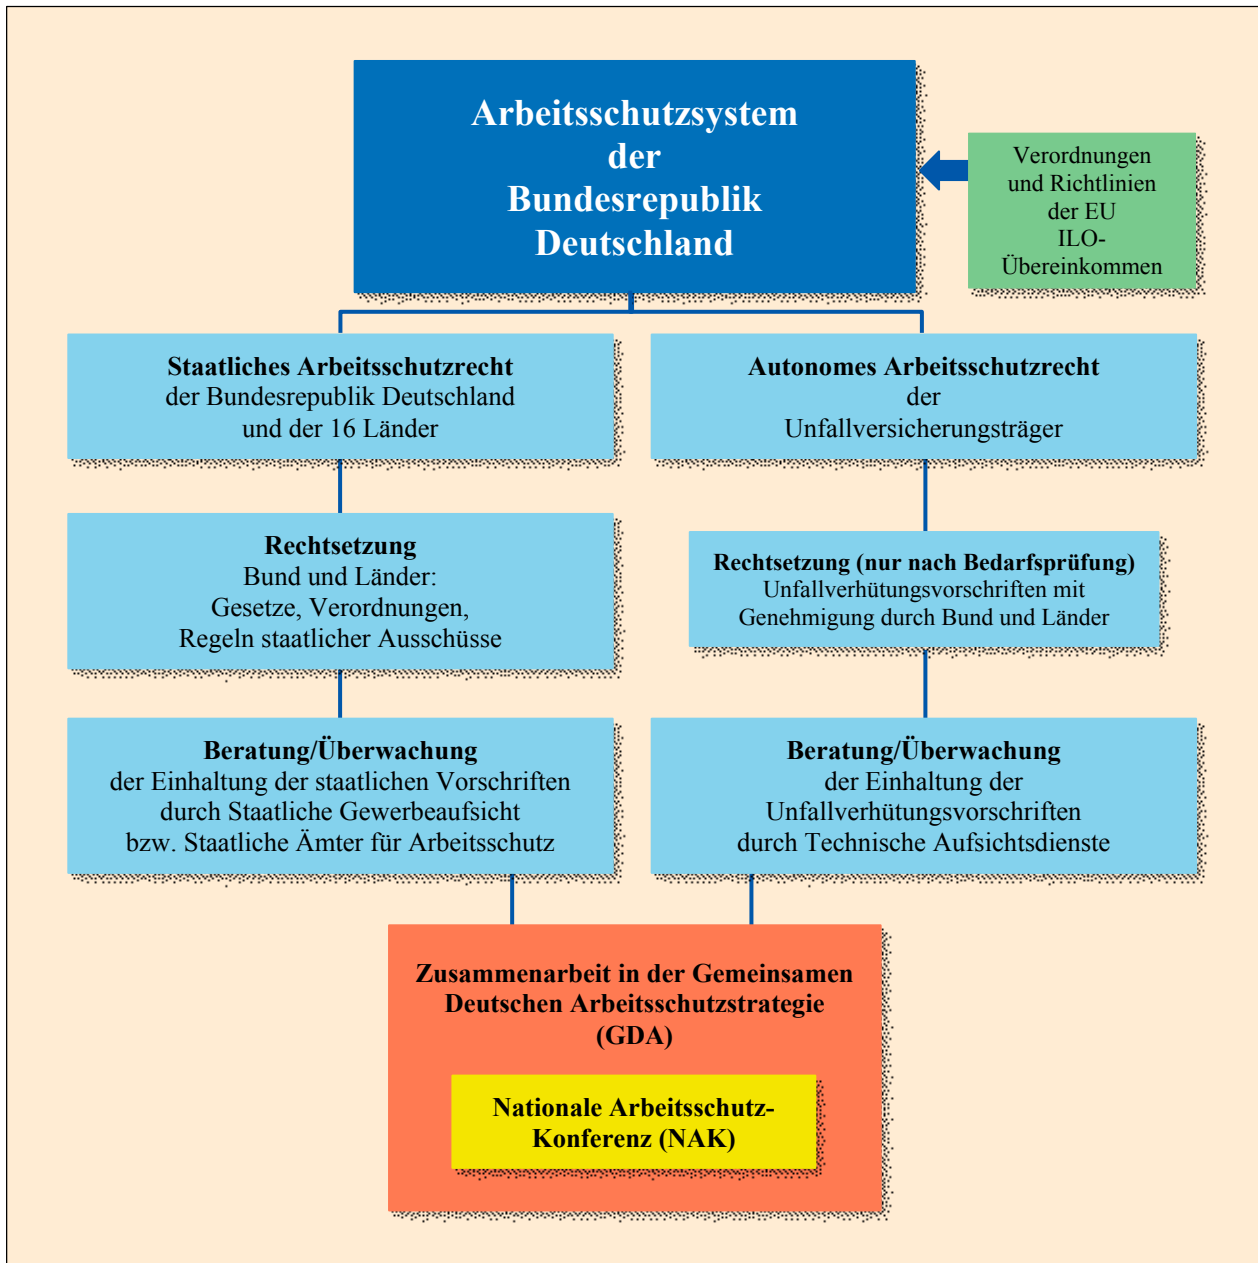 Arbeitsschutzsystem
der
Bundesrepublik
Deutschland
Verordnungen
und Richtlinien
der EU
ILO-
Übereinkommen
Staatliches Arbeitsschutzrecht
der Bundesrepublik Deutschland
und der 16 Länder
Autonomes Arbeitsschutzrecht
der
Unfallversicherungsträger
Rechtsetzung
Bund und Länder:
Gesetze, Verordnungen,
Regeln staatlicher Ausschüsse
Rechtsetzung (nur nach Bedarfsprüfung)
Unfallverhütungsvorschriften mit
Genehmigung durch Bund und Länder
Beratung/Überwachung
der Einhaltung der staatlichen Vorschriften
durch Staatliche Gewerbeaufsicht
bzw. Staatliche Ämter für Arbeitsschutz
Beratung/Überwachung
der Einhaltung der
Unfallverhütungsvorschriften
durch Technische Aufsichtsdienste
Zusammenarbeit in der Gemeinsamen
Deutschen Arbeitsschutzstrategie
(GDA)
Nationale Arbeitsschutz-
Konferenz (NAK)